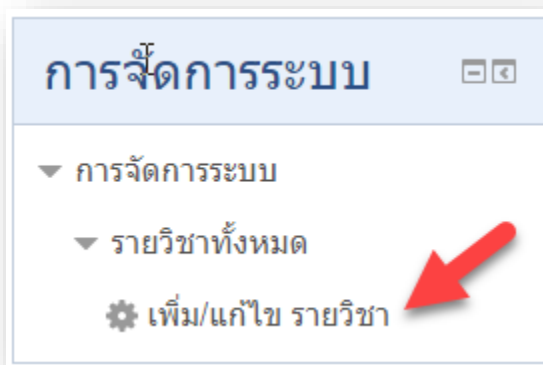 การจัดการระบบ
การจัดการระบบ
รายวิชาทั้งหมด
เพิ่ม/แก้ไข รายวิชา